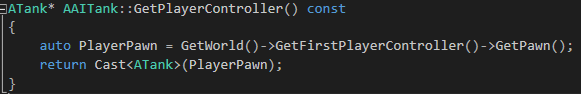 ATank* AAITank::GetPlayerController() const
{
    auto PlayerPawn = GetWorld()->GetFirstPlayerController()->GetPawn();
    return Cast<ATank>(PlayerPawn);
}